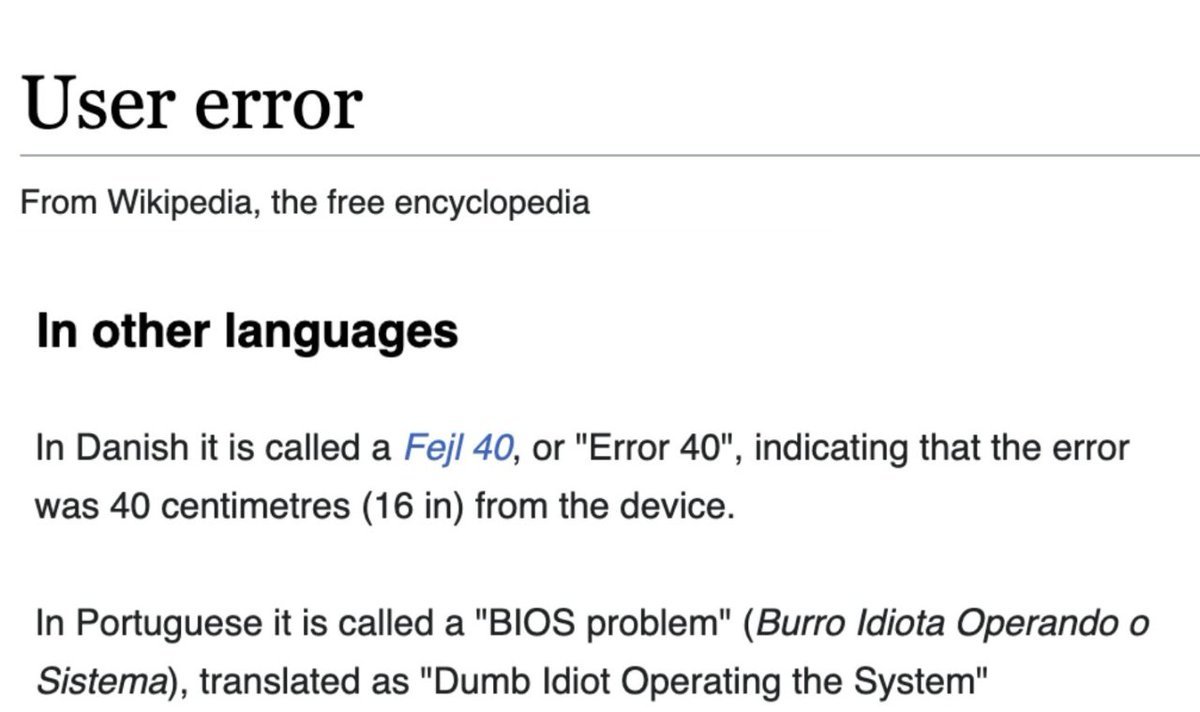 User error
From Wikipedia, the free encyclopedia
In other languages
In Danish it is called a Fejl 40, or "Error 40", indicating that the error
was 40 centimetres (16 in) from the device.
In Portuguese it is called a "BIOS problem" (Burro Idiota Operando o
Sistema), translated as "Dumb Idiot Operating the System"